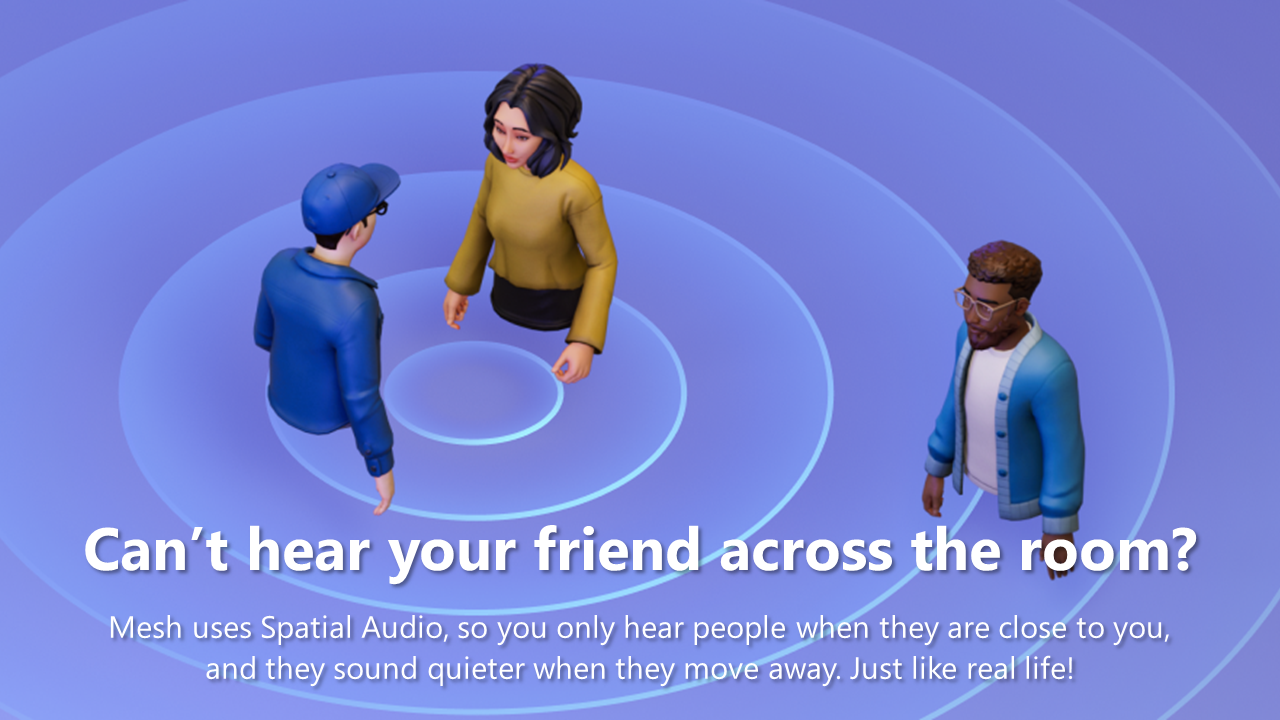 Can’t hear your friend across the room?
Mesh uses Spatial Audio, so you only hear people when they are close to you,
and they sound quieter when they move away. Just like real life!